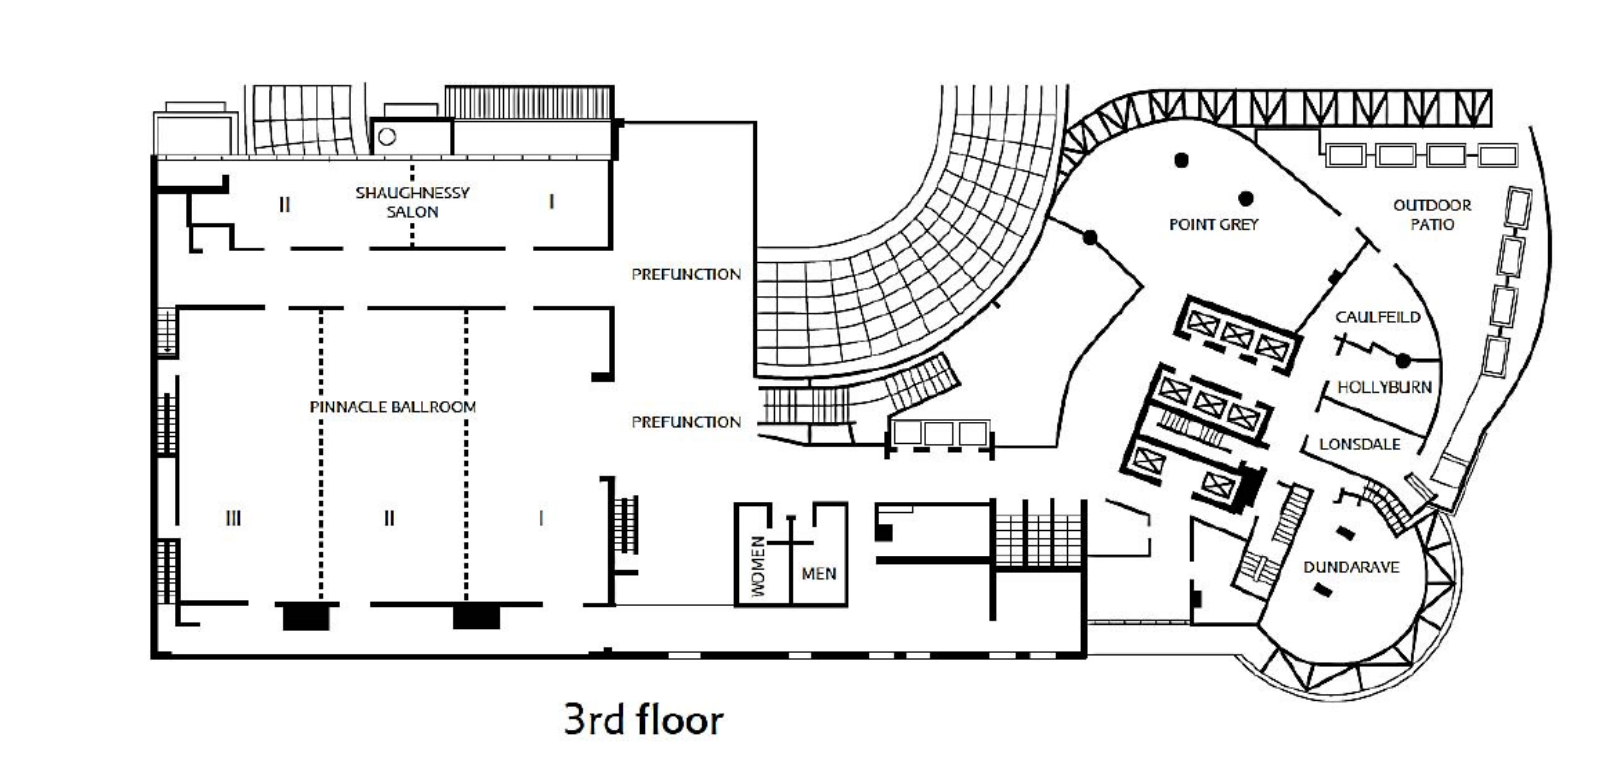 SHAUGHNESSY
SALON
II
I
PREFUNCTION
POINT GREY
OUTDOOR
PATIO
CAULFEILD
HOLLYBURN
LONSDALE
PINNACLE BALLROOM
PREFUNCTION
III
II
I
WOMEN
MEN
DUNDARAVE
3rd floor